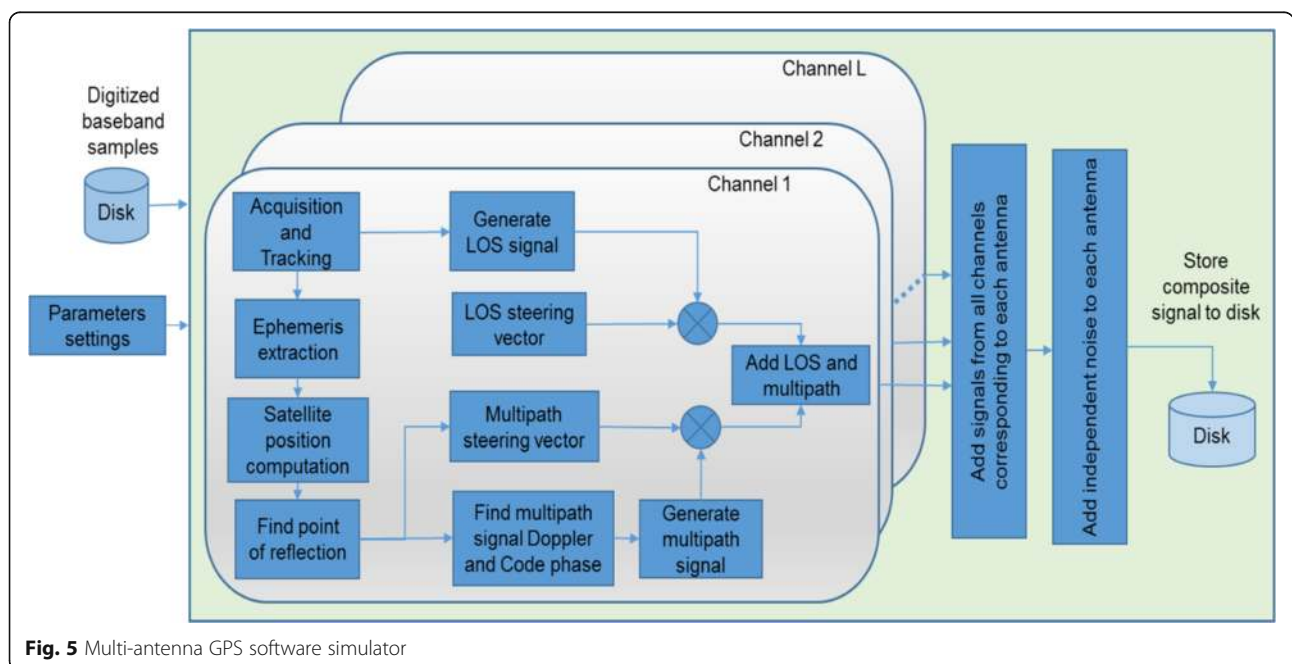 Channel L
Digitized
baseband
samples
Disk
Channel 2
Channel 1
Acquisition
and
Tracking
Generate
LOS signal
Parameters
settings
Ephemeris
extraction
LOS steering
vector
Add LOS and
multipath
Satellite
position
computation
Multipath
steering vector
Find point
of reflection
Find multipath
signal Doppler
and Code phase
Generate
multipath
signal
Add signals from all channels
corresponding to each antenna
Add independent noise to each antenna
Store
composite
signal to disk
Disk
Fig. 5 Multi-antenna GPS software simulator